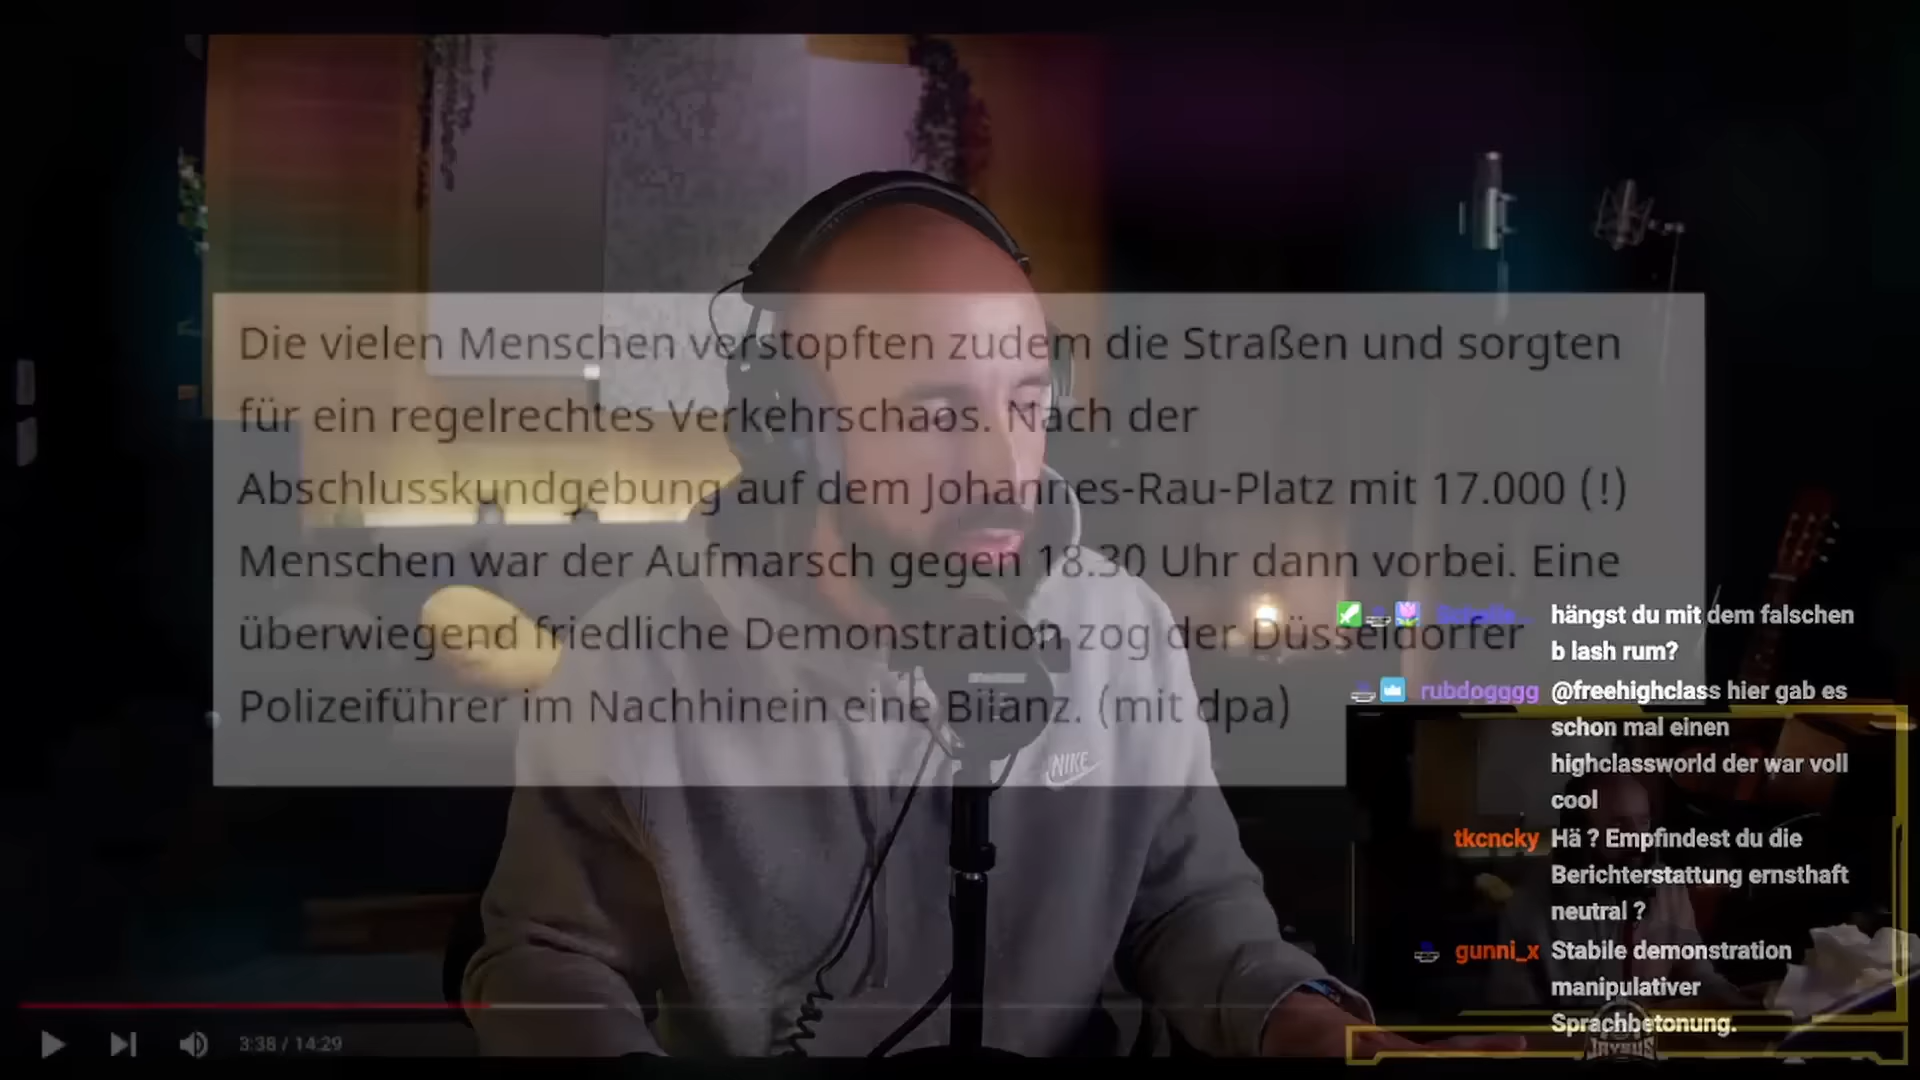 Die vielen Menschen verstopften zudem die Straßen und sorgten
für ein regelrechtes Verkehrschaos. Nach der
Abschlusskundgebung auf dem Johannes-Rau-Platz mit 17.000 (!)
Menschen war der Aufmarsch gegen 18.30 Uhr dann vorbei. Eine
überwiegend friedliche Demonstration zog der Düsseldorfer
Polizeiführer im Nachhinein eine Bilanz. (mit dpa)
NIKE
hängst du mit dem falschen
b lash rum?
rubdogggg @freehighclass hier gab es
schon mal einen
highclassworld der war voll
cool
tkcncky Hä ? Empfindest du die
Berichterstattung ernsthaft
neutral ?
gunni_x Stabile demonstration
manipulativer
Sprachbetonung.
3:38 / 14:29